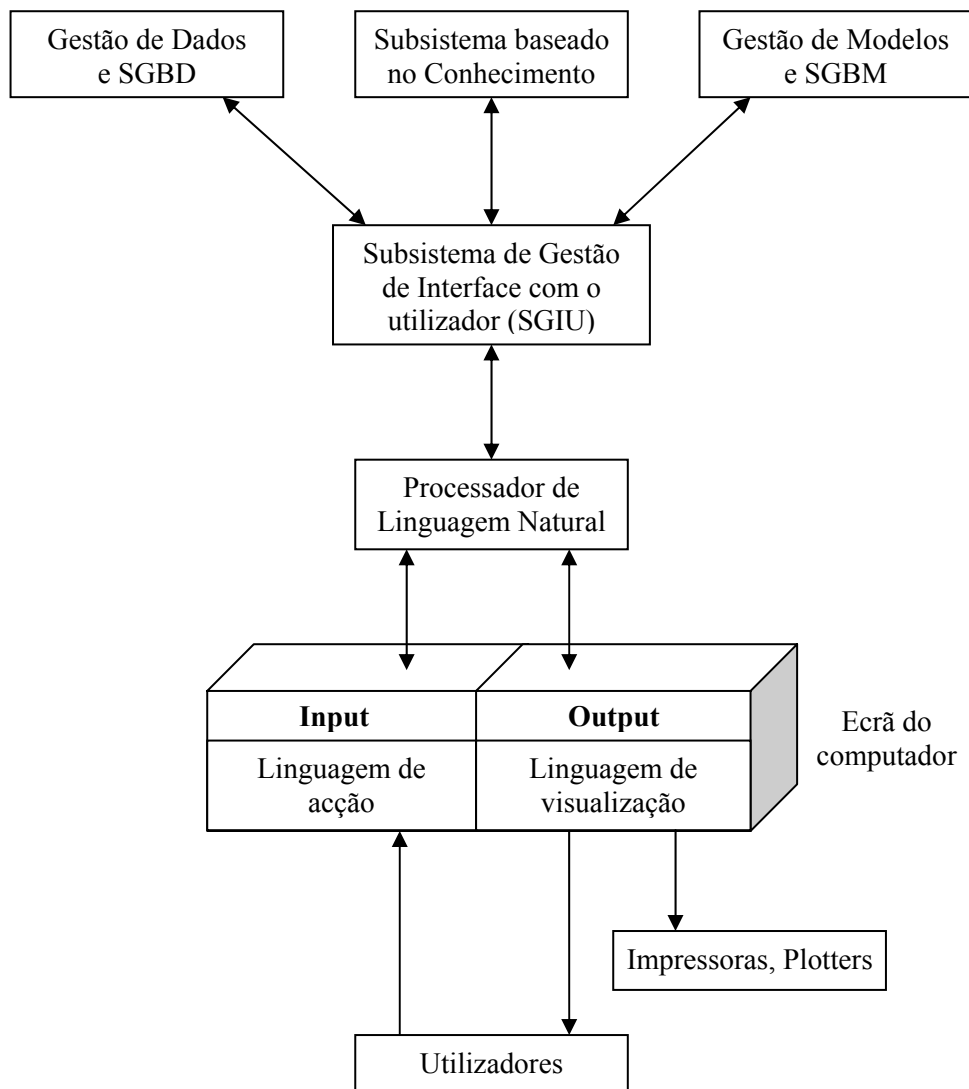 Gestão de Dados
e SGBD
Subsistema baseado
no Conhecimento
Gestão de Modelos
e SGBM
Subsistema de Gestão
de Interface com o
utilizador (SGIU)
Processador de
Linguagem Natural
Input
Output
Linguagem de
acção
Linguagem de
visualização
Ecrã do
computador
Impressoras, Plotters
Utilizadores